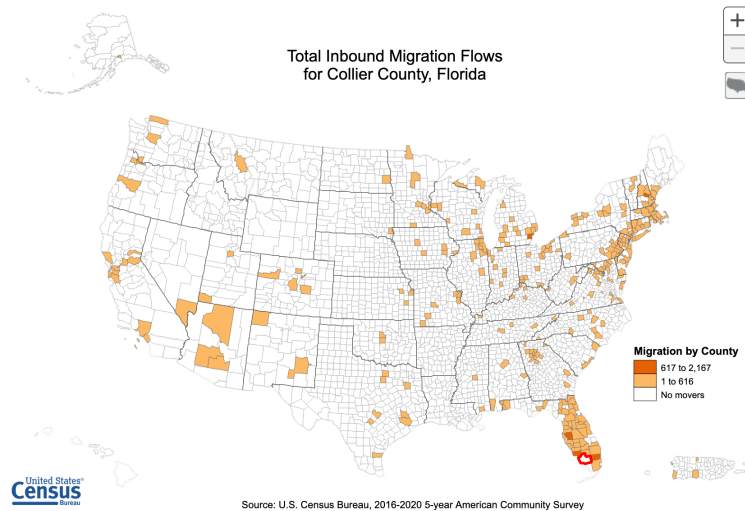 Total Inbound Migration Flows
for Collier County, Florida
+
−
Migration by County
617 to 2,167
1 to 616
No movers
United States®
Census
Bureau
Source: U.S. Census Bureau, 2016-2020 5-year American Community Survey